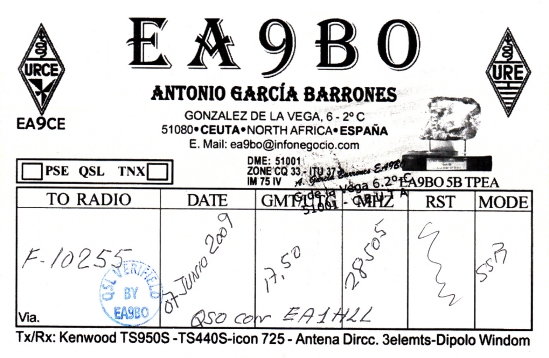 EA9BO
URCE
EA9CE
URE
ANTONIO GARCÍA BARRONES
GONZALEZ DE LA VEGA, 6 - 2º C
51080•CEUTA•NORTH AFRICA•ESPAÑA
E. Mail: ea9bo@infonegocio.com
EA9BO 5B TPEA
PSE QSL TNX
DME: 51001
ZONE CQ 33 - ITU 37
IM 75 IV
A. García Barrones EA9BO
G. de la Vega 6.2º C
51001 - CEUTA
TO RADIO DATE GMT MHZ RST MODE
F-10255 07 JUNIO 2009 17,50 28505 SSB
QSL VERIFIED
BY
EA9BO
Via. QSO con EA1HLL
Tx/Rx: Kenwood TS950S -TS440S-icon 725 - Antena Dircc. 3elemts-Dipolo Windom